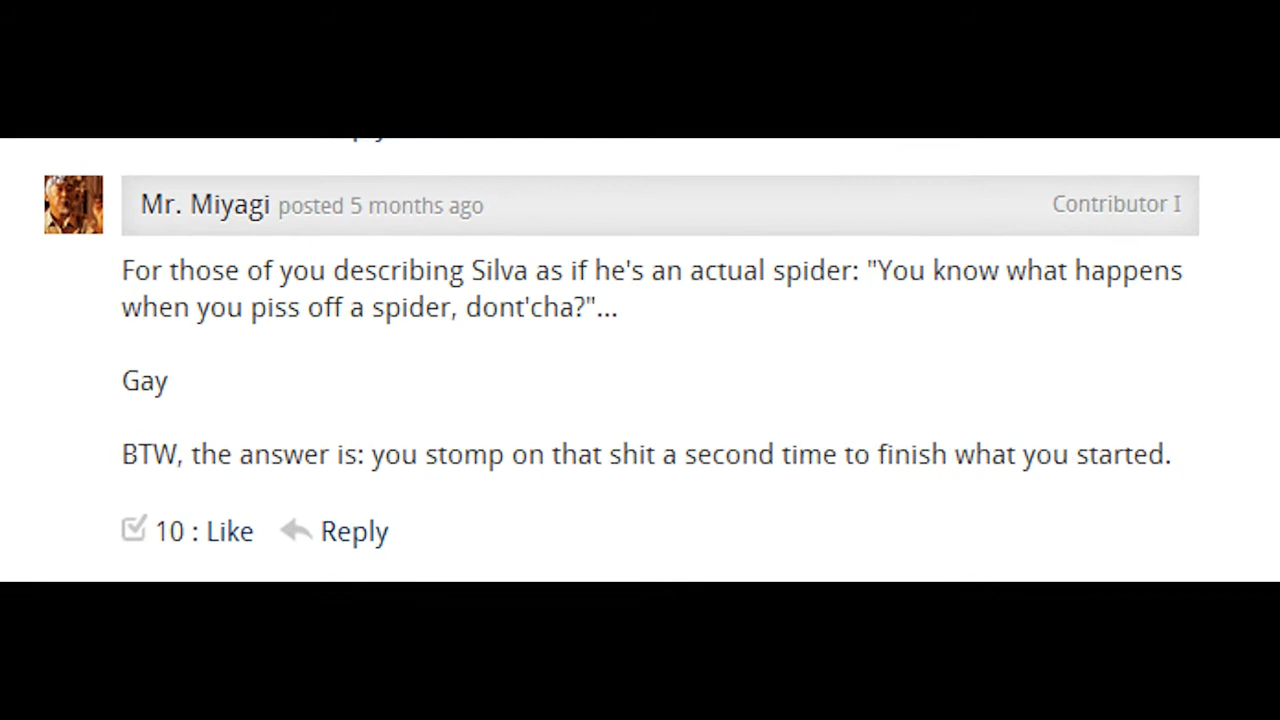 Mr. Miyagi posted 5 months ago Contributor I
For those of you describing Silva as if he's an actual spider: "You know what happens
when you piss off a spider, dont'cha?"...
Gay
BTW, the answer is: you stomp on that shit a second time to finish what you started.
10 : Like Reply